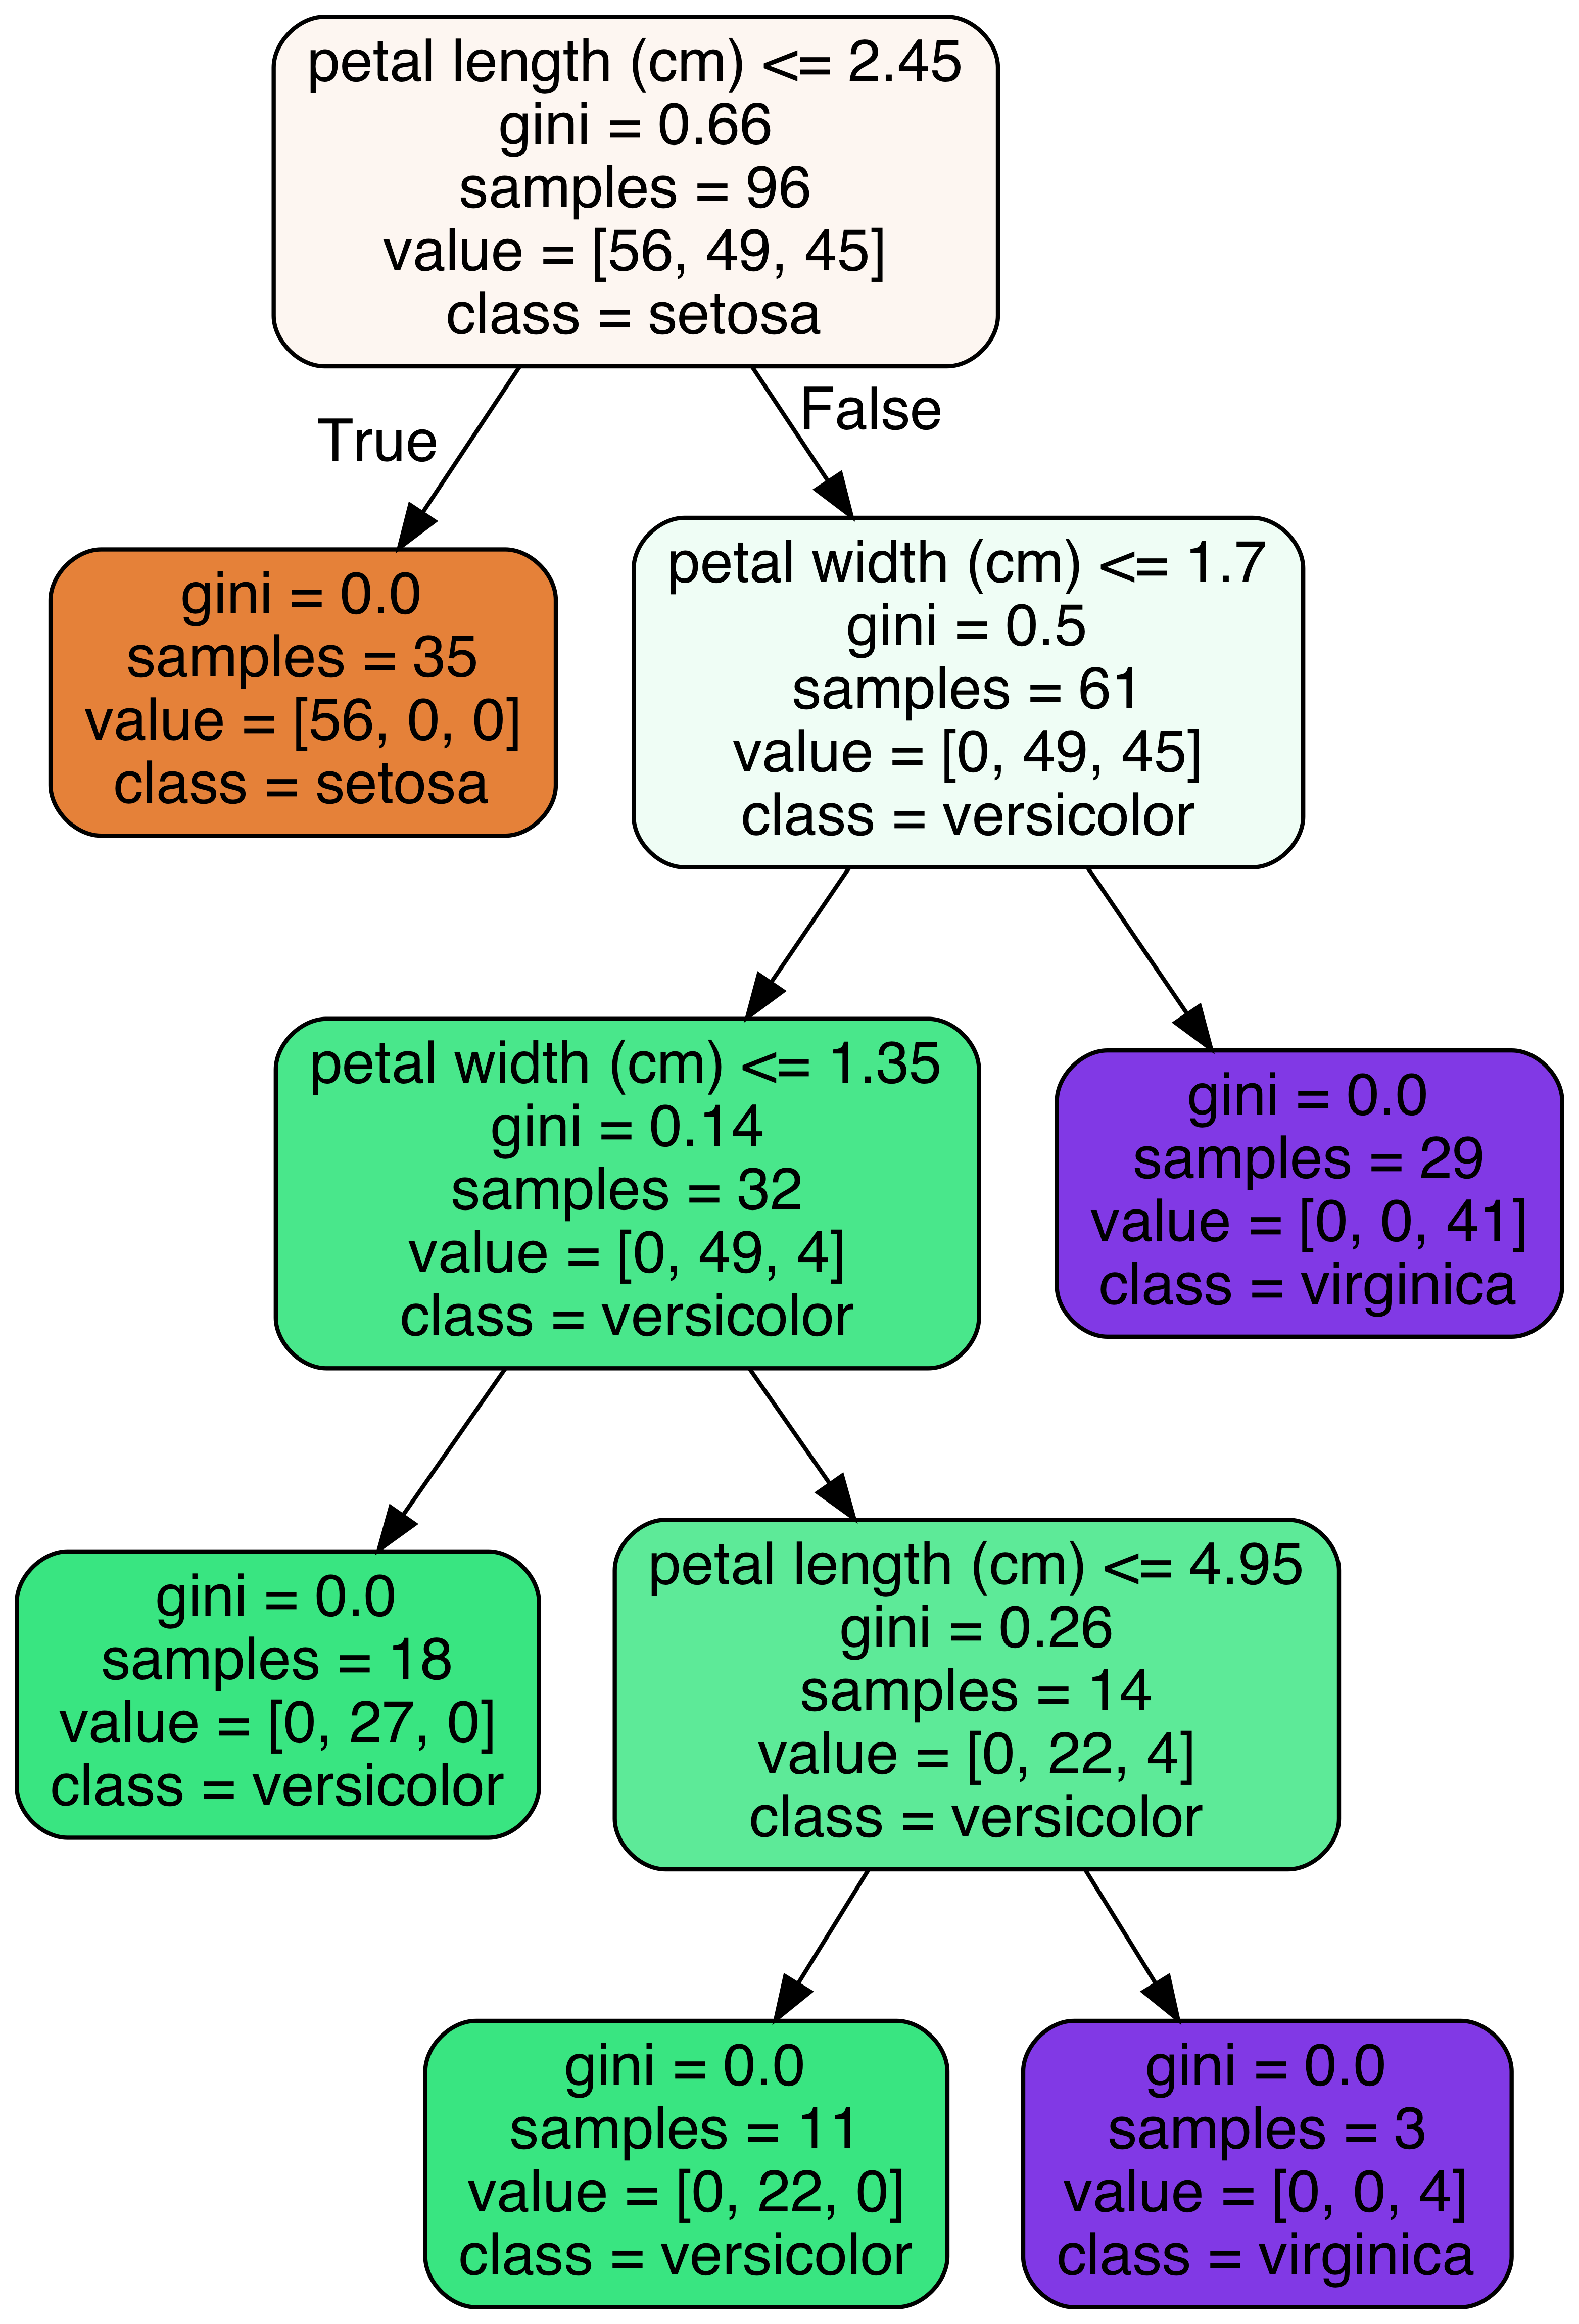 petal length (cm) <= 2.45
gini = 0.66
samples = 96
value = [56, 49, 45]
class = setosa
True
False
gini = 0.0
samples = 35
value = [56, 0, 0]
class = setosa
petal width (cm) <= 1.7
gini = 0.5
samples = 61
value = [0, 49, 45]
class = versicolor
petal width (cm) <= 1.35
gini = 0.14
samples = 32
value = [0, 49, 4]
class = versicolor
gini = 0.0
samples = 29
value = [0, 0, 41]
class = virginica
gini = 0.0
samples = 18
value = [0, 27, 0]
class = versicolor
petal length (cm) <= 4.95
gini = 0.26
samples = 14
value = [0, 22, 4]
class = versicolor
gini = 0.0
samples = 11
value = [0, 22, 0]
class = versicolor
gini = 0.0
samples = 3
value = [0, 0, 4]
class = virginica